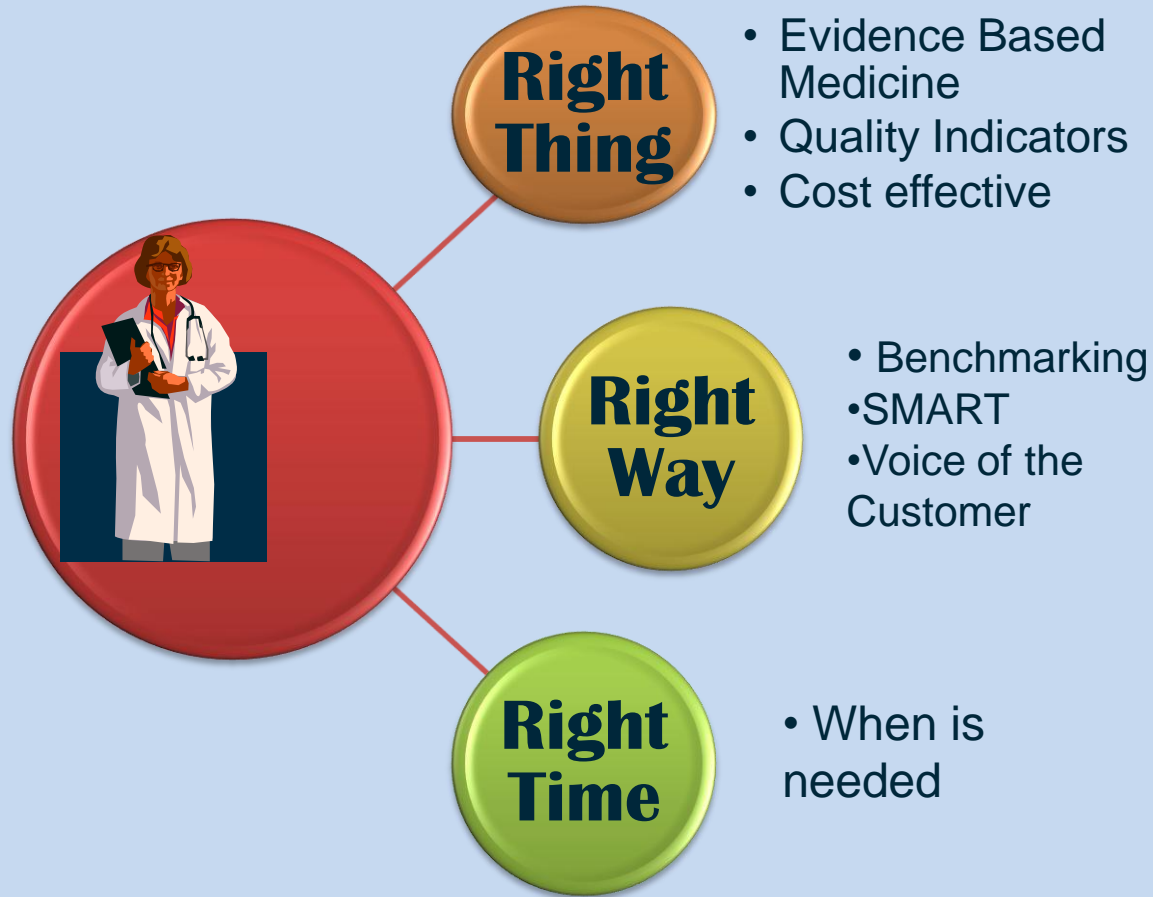 Right
Thing
• Evidence Based
Medicine
• Quality Indicators
• Cost effective
Right
Way
• Benchmarking
•SMART
•Voice of the
Customer
Right
Time
• When is
needed